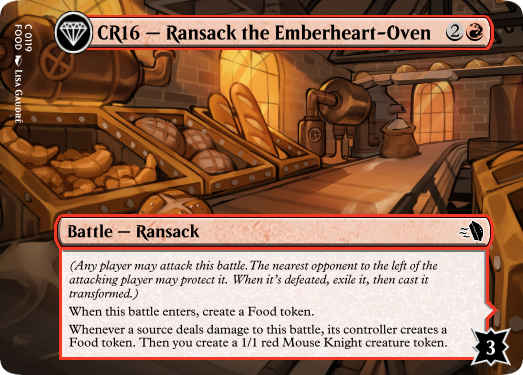 CR16 — Ransack the Emberheart-Oven 2
C 0119
FOOD LISA GAUDRÉ
Battle — Ransack
(Any player may attack this battle.The nearest opponent to the left of the
attacking player may protect it. When it's defeated, exile it, then cast it
transformed.)
When this battle enters, create a Food token.
Whenever a source deals damage to this battle, its controller creates a
Food token. Then you create a 1/1 red Mouse Knight creature token.
3